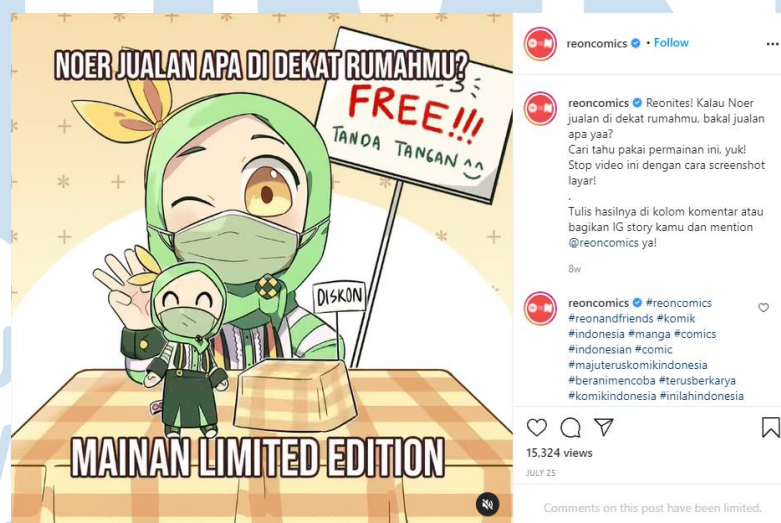 NOER JUALAN APA DI DEKAT RUMAHMU?
FREE!!!
TANDA TANGAN ^^
DISKON
MAINAN LIMITED EDITION
reoncomics • Follow
reoncomics Reonites! Kalau Noer
jualan di dekat rumahmu, bakal jualan
apa yaa?
Cari tahu pakai permainan ini, yuk!
Stop video ini dengan cara screenshot
layar!
.
Tulis hasilnya di kolom komentar atau
bagikan IG story kamu dan mention
@reoncomics ya!
8w
reoncomics #reoncomics
#reonandfriends #komik
#indonesia #manga #comics
#indonesian #comic
#majuteruskomikindonesia
#beranimencoba #terusberkarya
#komikindonesia #inilahindonesia
15,324 views
JULY 25
Comments on this post have been limited.